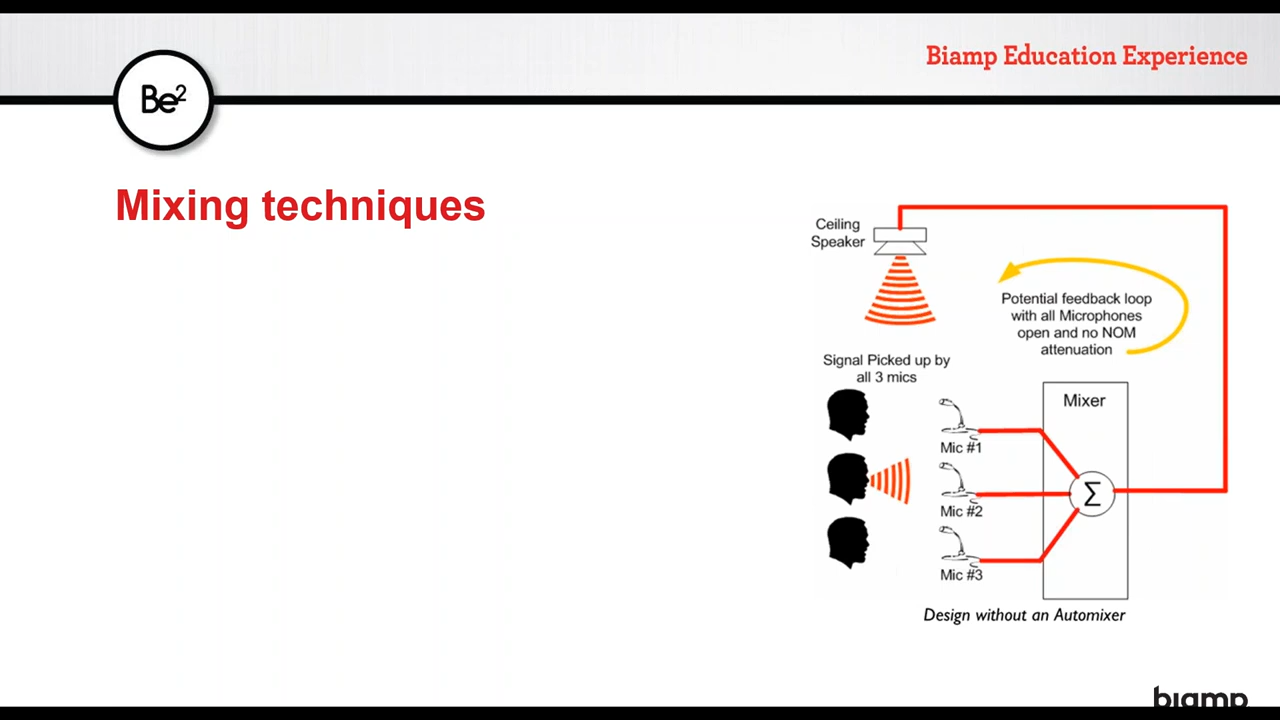 Biamp Education Experience
Be²
Mixing techniques
Ceiling
Speaker
Potential feedback loop
with all Microphones
open and no NOM
attenuation
Signal Picked up by
all 3 mics
Mixer
Mic #1
Σ
Mic #2
Mic #3
Design without an Automixer
biamp